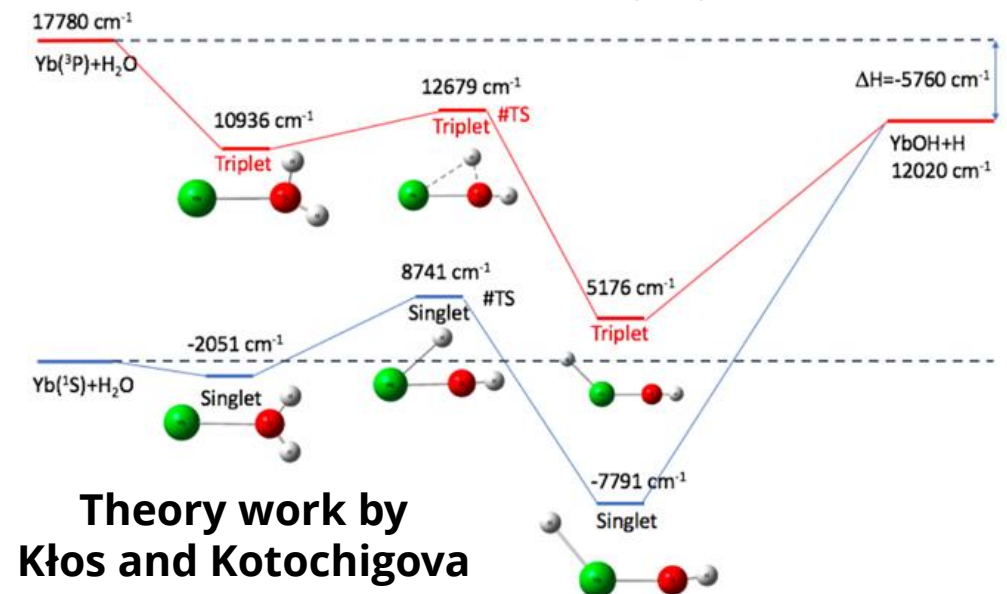 17780 cm⁻¹
Yb(³P)+H₂O
10936 cm⁻¹
Triplet
12679 cm⁻¹
Triplet
#TS
ΔH=-5760 cm⁻¹
YbOH+H
12020 cm⁻¹
8741 cm⁻¹
Singlet
#TS
5176 cm⁻¹
Triplet
-2051 cm⁻¹
Yb(¹S)+H₂O
Singlet
-7791 cm⁻¹
Singlet
Theory work by
Kłos and Kotochigova